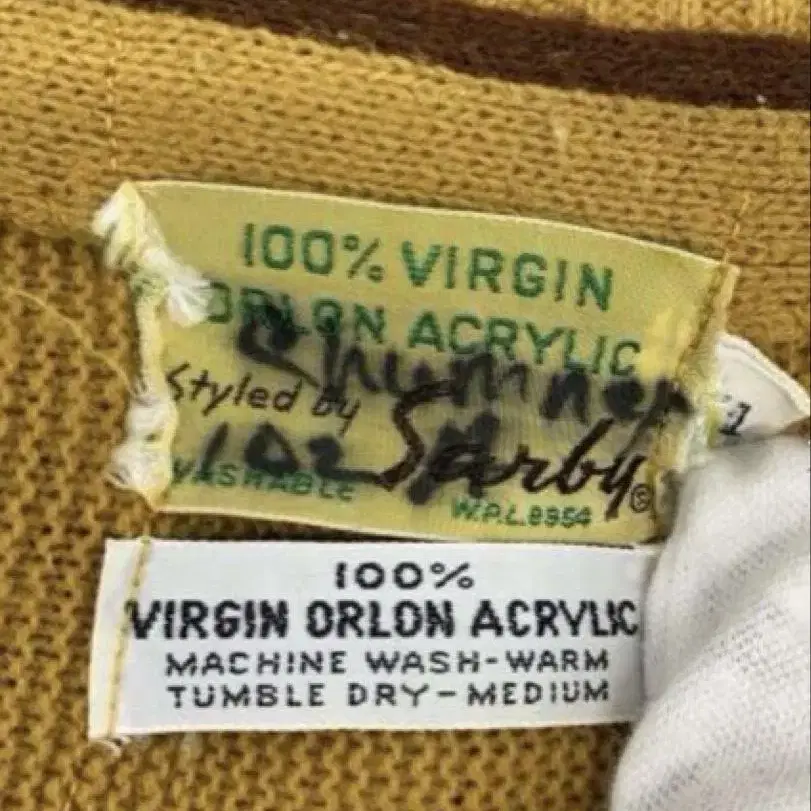 100% VIRGIN
ORLON ACRYLIC
Styled by Sarby ©
WASHABLE W.P.L. 8954
102
100%
VIRGIN ORLON ACRYLIC
MACHINE WASH-WARM
TUMBLE DRY-MEDIUM